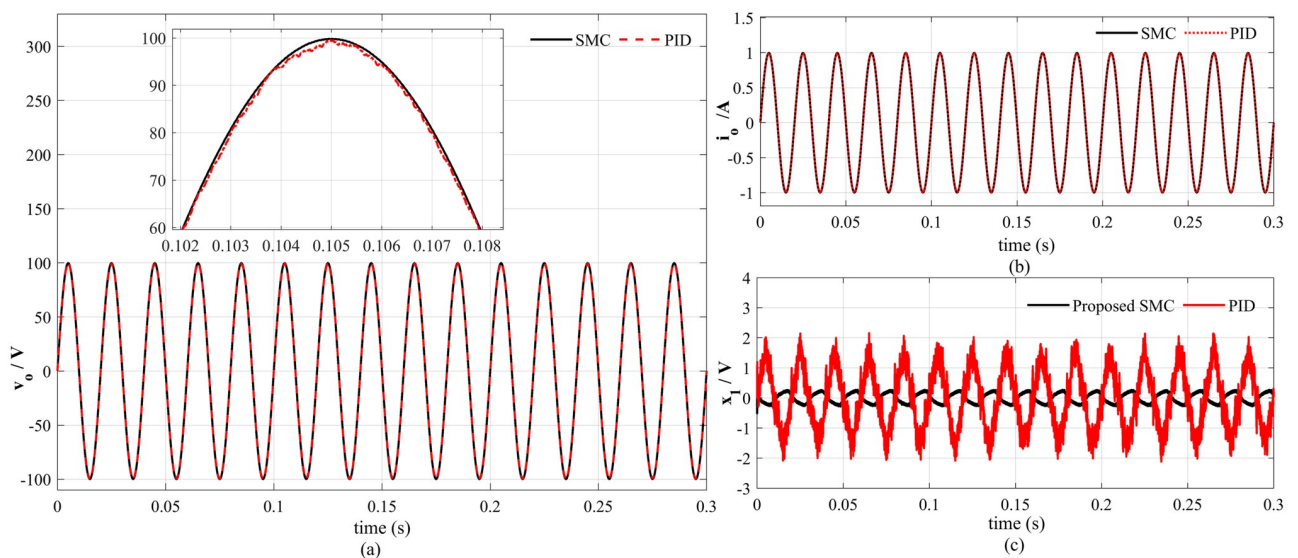 SMC PID
300
250
200
150
100
50
0
-50
-100
v_o / V
0 0.05 0.1 0.15 0.2 0.25 0.3
time (s)
(a)
SMC PID
100
90
80
70
60
0.102 0.103 0.104 0.105 0.106 0.107 0.108
SMC PID
1.5
1
0.5
0
-0.5
-1
i_o /A
0 0.05 0.1 0.15 0.2 0.25 0.3
time (s)
(b)
Proposed SMC PID
4
3
2
1
0
-1
-2
-3
x_1 / V
0 0.05 0.1 0.15 0.2 0.25 0.3
time (s)
(c)